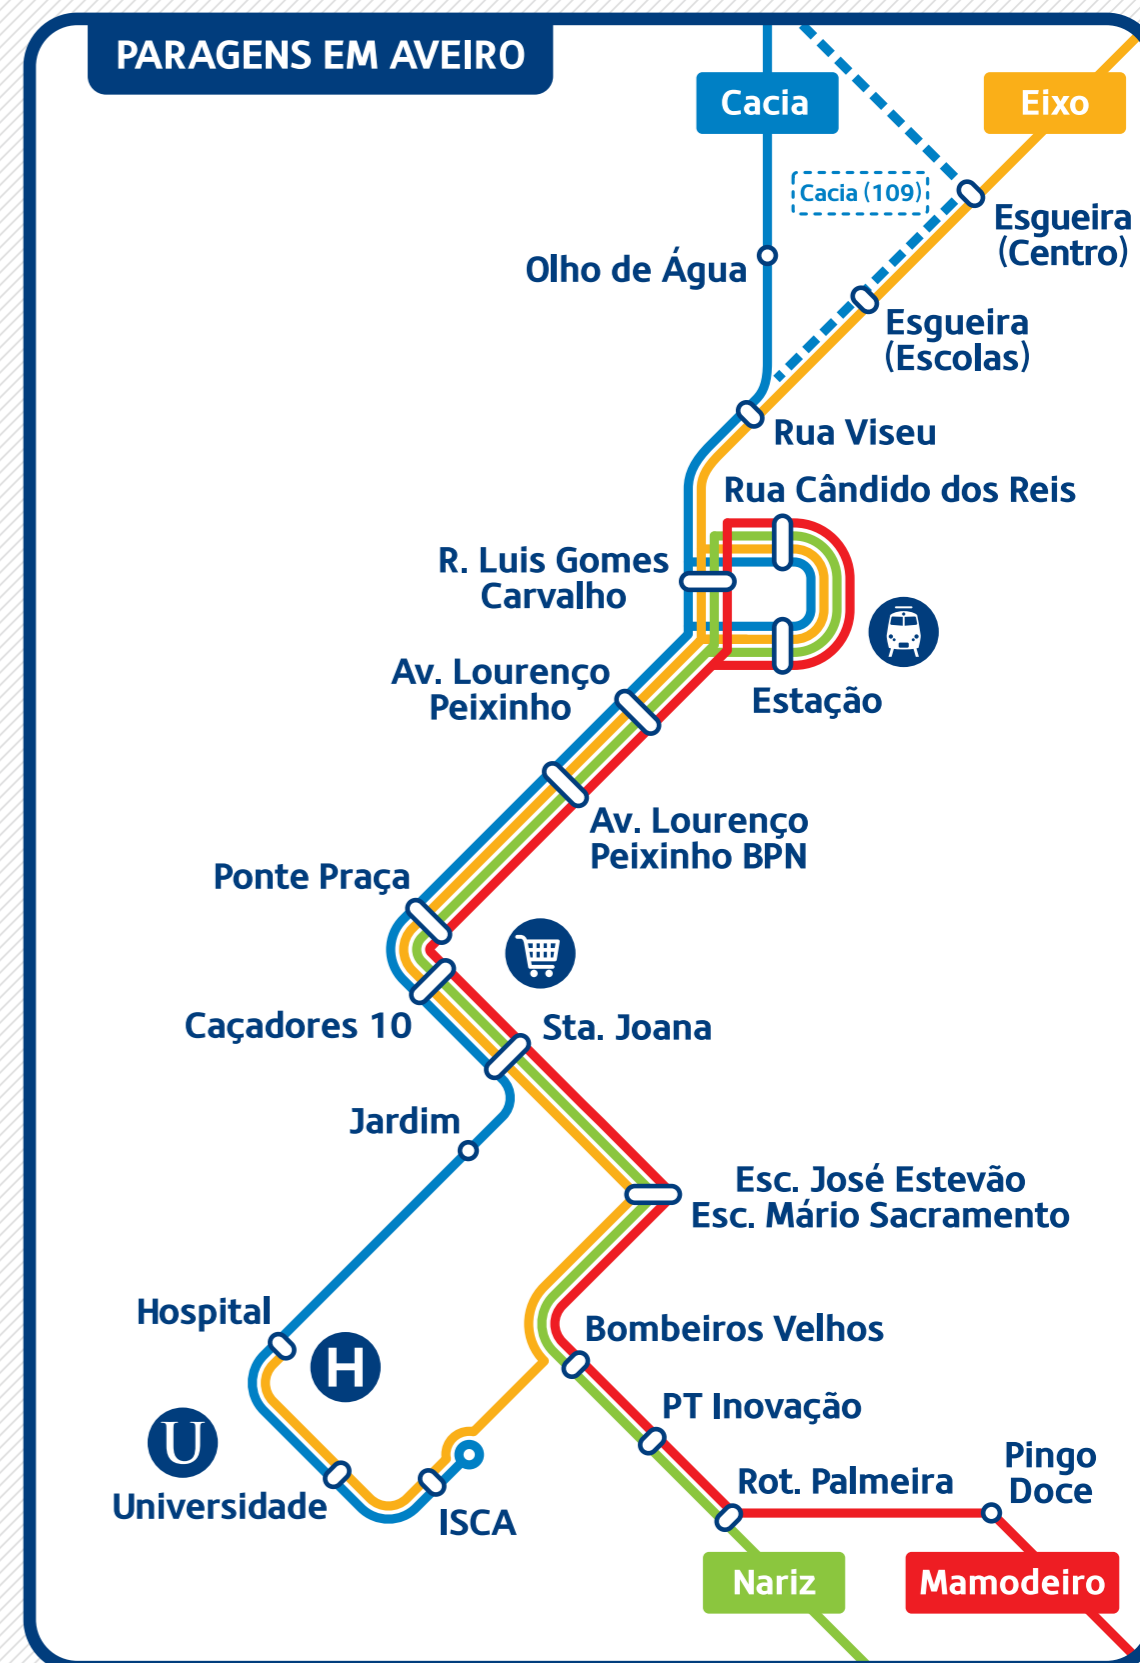 PARAGENS EM AVEIRO
Cacia
Eixo
Cacia (109)
Esgueira
(Centro)
Olho de Água
Esgueira
(Escolas)
Rua Viseu
Rua Cândido dos Reis
R. Luis Gomes
Carvalho
Av. Lourenço
Peixinho
Estação
Av. Lourenço
Peixinho BPN
Ponte Praça
Caçadores 10
Sta. Joana
Jardim
Esc. José Estevão
Esc. Mário Sacramento
Hospital
H
Bombeiros Velhos
PT Inovação
U
Universidade
ISCA
Rot. Palmeira
Pingo
Doce
Nariz
Mamodeiro